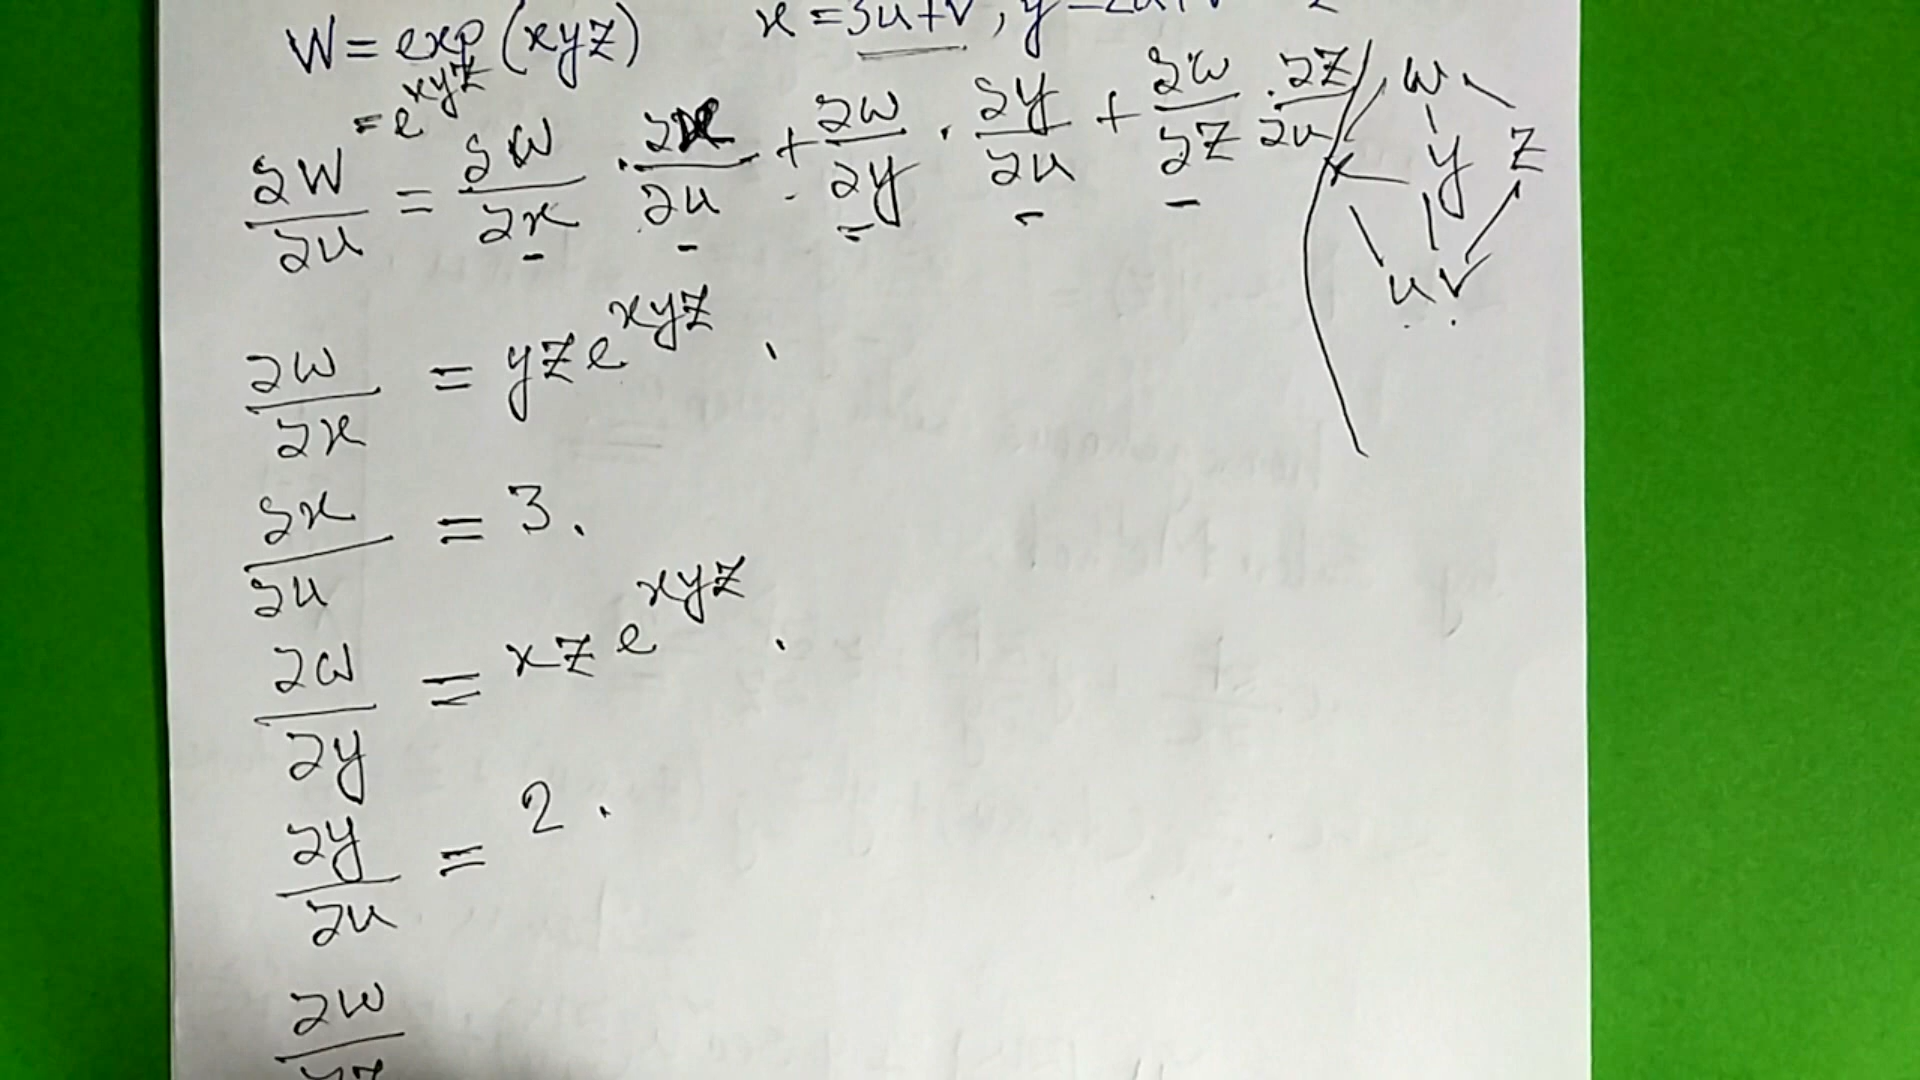 W = exp(xyz) x = 3u+v, y
= e^{xyz}
∂W/∂u = ∂W/∂x · ∂x/∂u + ∂w/∂y · ∂y/∂u + ∂w/∂z · ∂z/∂u
w
x y z
u v
∂w/∂x = yz e^{xyz} .
∂x/∂u = 3 .
∂w/∂y = xz e^{xyz} .
∂y/∂u = 2 .
∂w/∂z